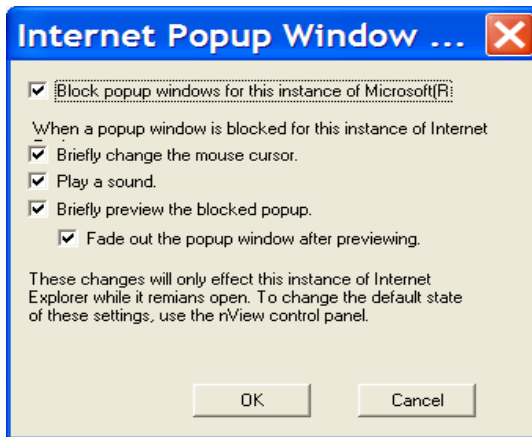 Internet Popup Window ...
Block popup windows for this instance of Microsoft(R
When a popup window is blocked for this instance of Internet
Briefly change the mouse cursor.
Play a sound.
Briefly preview the blocked popup.
Fade out the popup window after previewing.
These changes will only effect this instance of Internet
Explorer while it remians open. To change the default state
of these settings, use the nView control panel.
OK
Cancel